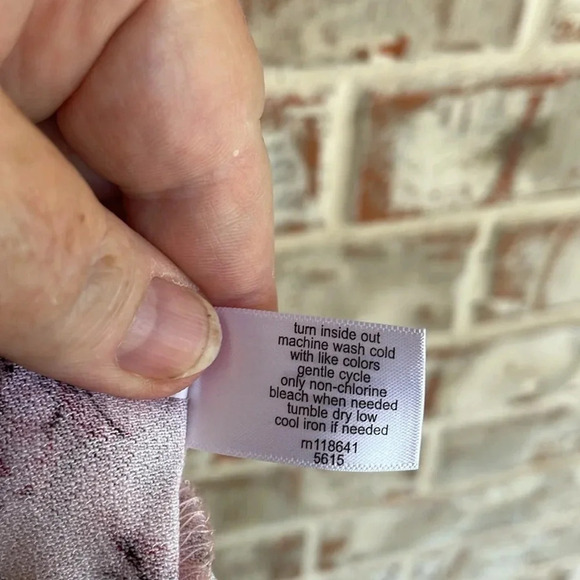 turn inside out
machine wash cold
with like colors
gentle cycle
only non-chlorine
bleach when needed
tumble dry low
cool iron if needed
m118641
5615